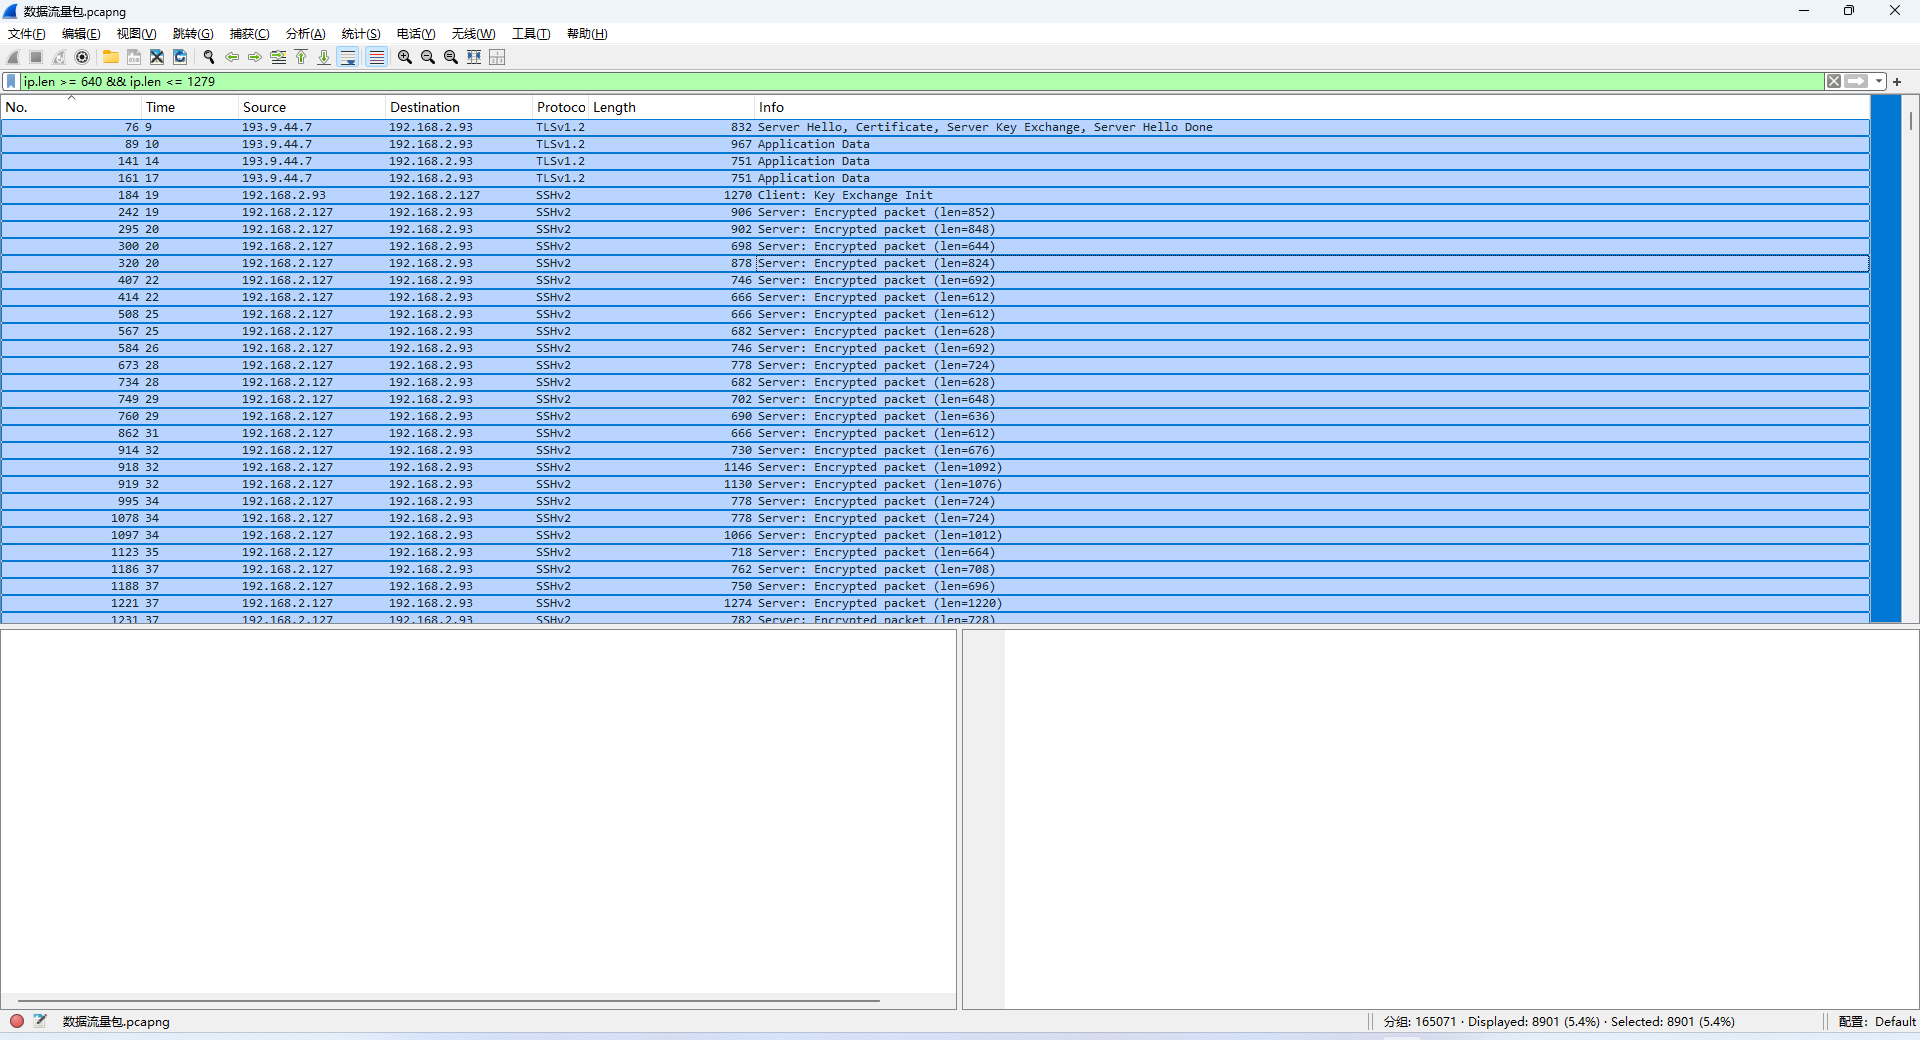 数据流量包.pcapng
文件(F) 编辑(E) 视图(V) 跳转(G) 捕获(C) 分析(A) 统计(S) 电话(Y) 无线(W) 工具(T) 帮助(H)
ip.len >= 640 && ip.len <= 1279
No. Time Source Destination Protoco Length Info
76 9 193.9.44.7 192.168.2.93 TLSv1.2 832 Server Hello, Certificate, Server Key Exchange, Server Hello Done
89 10 193.9.44.7 192.168.2.93 TLSv1.2 967 Application Data
141 14 193.9.44.7 192.168.2.93 TLSv1.2 751 Application Data
161 17 193.9.44.7 192.168.2.93 TLSv1.2 751 Application Data
184 19 192.168.2.93 192.168.2.127 SSHv2 1270 Client: Key Exchange Init
242 19 192.168.2.127 192.168.2.93 SSHv2 906 Server: Encrypted packet (len=852)
295 20 192.168.2.127 192.168.2.93 SSHv2 902 Server: Encrypted packet (len=848)
300 20 192.168.2.127 192.168.2.93 SSHv2 698 Server: Encrypted packet (len=644)
320 20 192.168.2.127 192.168.2.93 SSHv2 878 Server: Encrypted packet (len=824)
407 22 192.168.2.127 192.168.2.93 SSHv2 746 Server: Encrypted packet (len=692)
414 22 192.168.2.127 192.168.2.93 SSHv2 666 Server: Encrypted packet (len=612)
508 25 192.168.2.127 192.168.2.93 SSHv2 666 Server: Encrypted packet (len=612)
567 25 192.168.2.127 192.168.2.93 SSHv2 682 Server: Encrypted packet (len=628)
584 26 192.168.2.127 192.168.2.93 SSHv2 746 Server: Encrypted packet (len=692)
673 28 192.168.2.127 192.168.2.93 SSHv2 778 Server: Encrypted packet (len=724)
734 28 192.168.2.127 192.168.2.93 SSHv2 682 Server: Encrypted packet (len=628)
749 29 192.168.2.127 192.168.2.93 SSHv2 702 Server: Encrypted packet (len=648)
760 29 192.168.2.127 192.168.2.93 SSHv2 690 Server: Encrypted packet (len=636)
862 31 192.168.2.127 192.168.2.93 SSHv2 666 Server: Encrypted packet (len=612)
914 32 192.168.2.127 192.168.2.93 SSHv2 730 Server: Encrypted packet (len=676)
918 32 192.168.2.127 192.168.2.93 SSHv2 1146 Server: Encrypted packet (len=1092)
919 32 192.168.2.127 192.168.2.93 SSHv2 1130 Server: Encrypted packet (len=1076)
995 34 192.168.2.127 192.168.2.93 SSHv2 778 Server: Encrypted packet (len=724)
1078 34 192.168.2.127 192.168.2.93 SSHv2 778 Server: Encrypted packet (len=724)
1097 34 192.168.2.127 192.168.2.93 SSHv2 1066 Server: Encrypted packet (len=1012)
1123 35 192.168.2.127 192.168.2.93 SSHv2 718 Server: Encrypted packet (len=664)
1186 37 192.168.2.127 192.168.2.93 SSHv2 762 Server: Encrypted packet (len=708)
1188 37 192.168.2.127 192.168.2.93 SSHv2 750 Server: Encrypted packet (len=696)
1221 37 192.168.2.127 192.168.2.93 SSHv2 1274 Server: Encrypted packet (len=1220)
1231 37 192.168.2.127 192.168.2.93 SSHv2 782 Server: Encrypted packet (len=728)
数据流量包.pcapng 分组: 165071 · Displayed: 8901 (5.4%) · Selected: 8901 (5.4%) 配置: Default